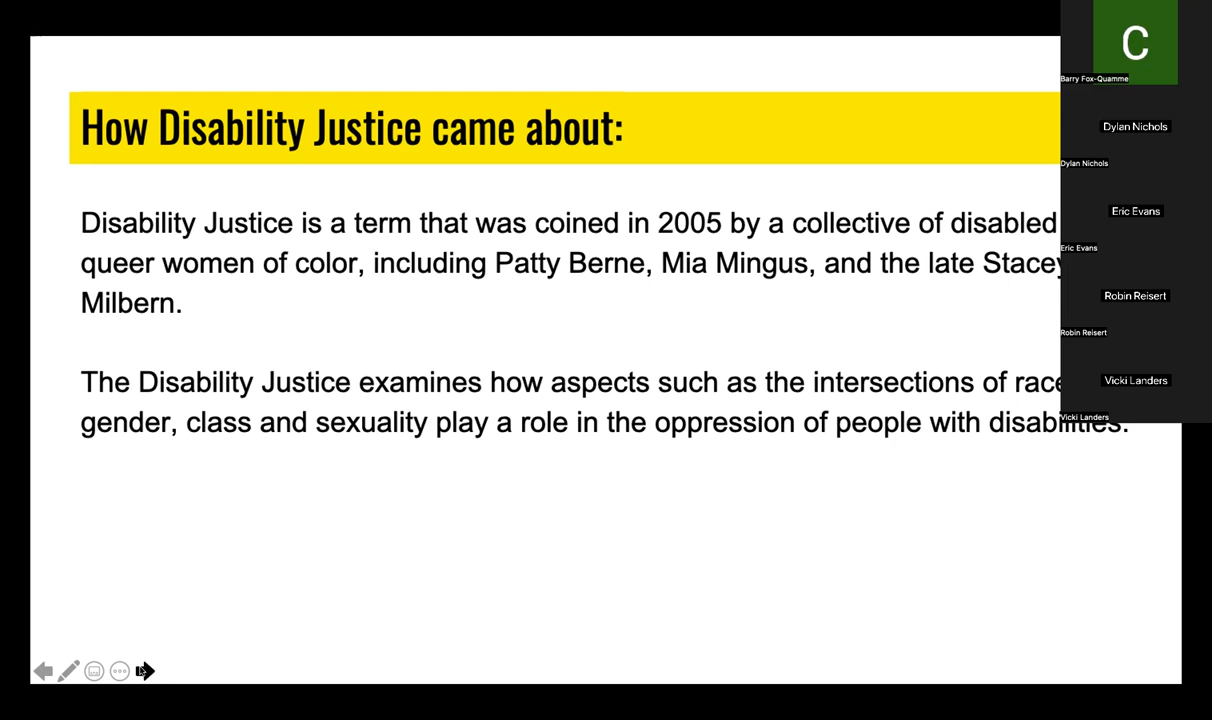 How Disability Justice came about:
Disability Justice is a term that was coined in 2005 by a collective of disabled
queer women of color, including Patty Berne, Mia Mingus, and the late Stacey
Milbern.
The Disability Justice examines how aspects such as the intersections of race
gender, class and sexuality play a role in the oppression of people with disabilities.
C
Barry Fox-Quamme
Dylan Nichols
Dylan Nichols
Eric Evans
Eric Evans
Robin Reisert
Robin Reisert
Vicki Landers
Vicki Landers